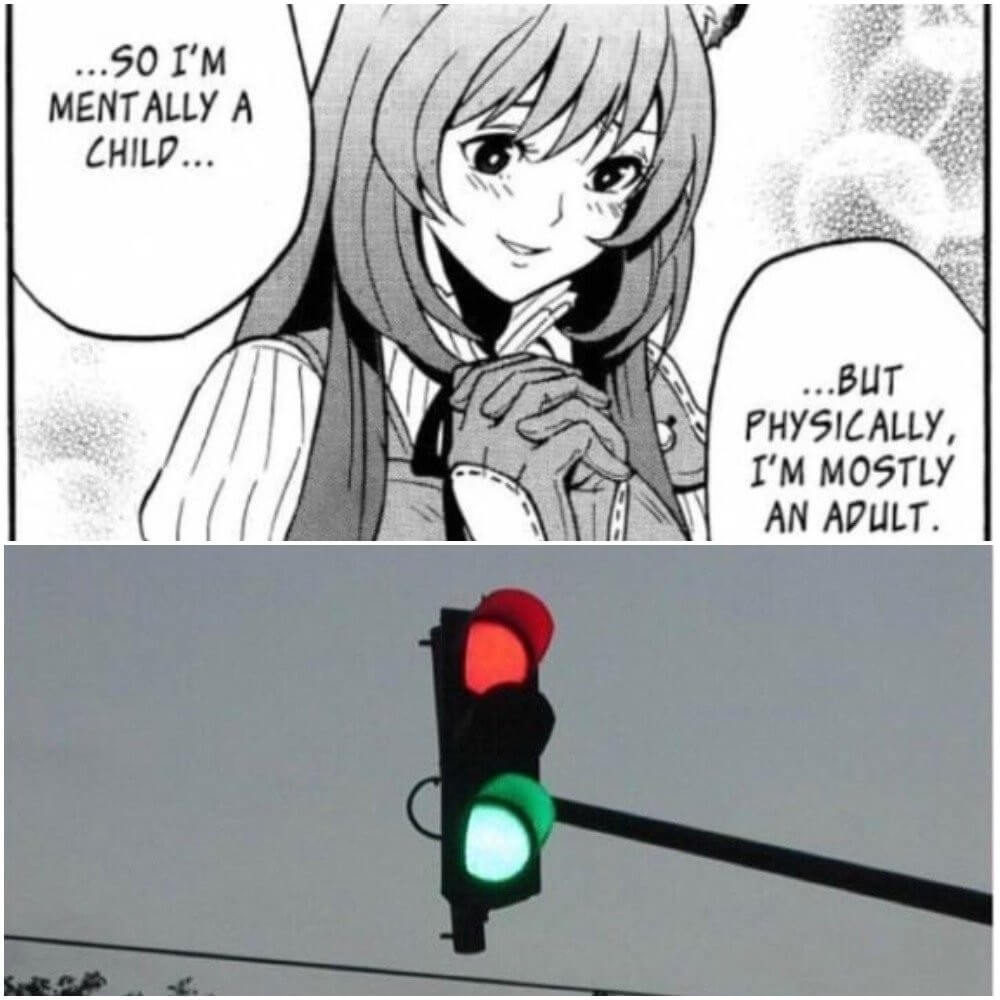 ...SO I'M
MENTALLY A
CHILD...
...BUT
PHYSICALLY,
I'M MOSTLY
AN ADULT.